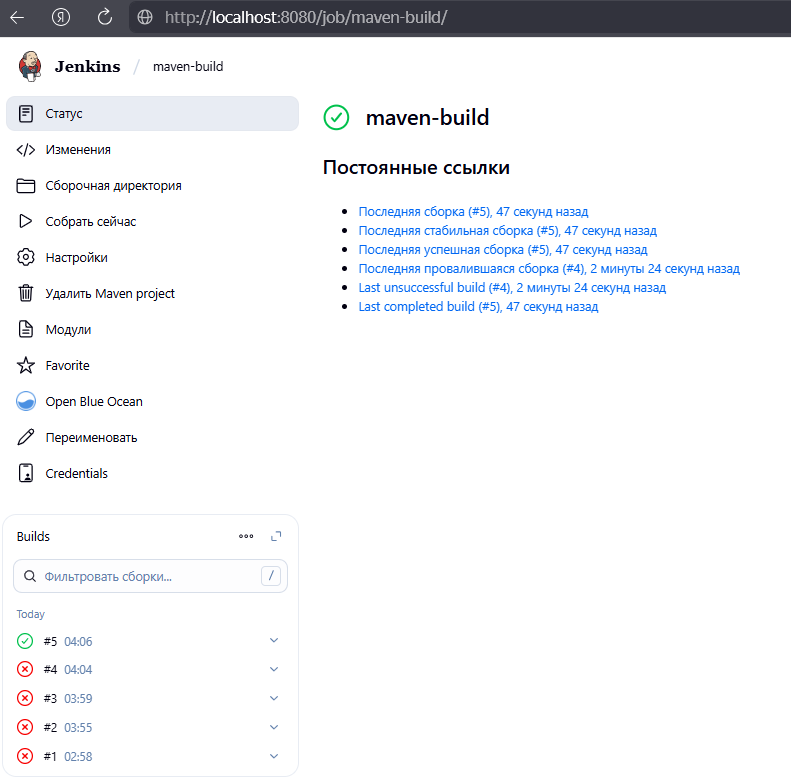 Я http://localhost:8080/job/maven-build/
Jenkins / maven-build
Статус
Изменения
Сборочная директория
Собрать сейчас
Настройки
Удалить Maven project
Модули
Favorite
Open Blue Ocean
Переименовать
Credentials
Builds
Фильтровать сборки... /
Today
#5 04:06
#4 04:04
#3 03:59
#2 03:55
#1 02:58
maven-build
Постоянные ссылки
Последняя сборка (#5), 47 секунд назад
Последняя стабильная сборка (#5), 47 секунд назад
Последняя успешная сборка (#5), 47 секунд назад
Последняя провалившаяся сборка (#4), 2 минуты 24 секунд назад
Last unsuccessful build (#4), 2 минуты 24 секунд назад
Last completed build (#5), 47 секунд назад